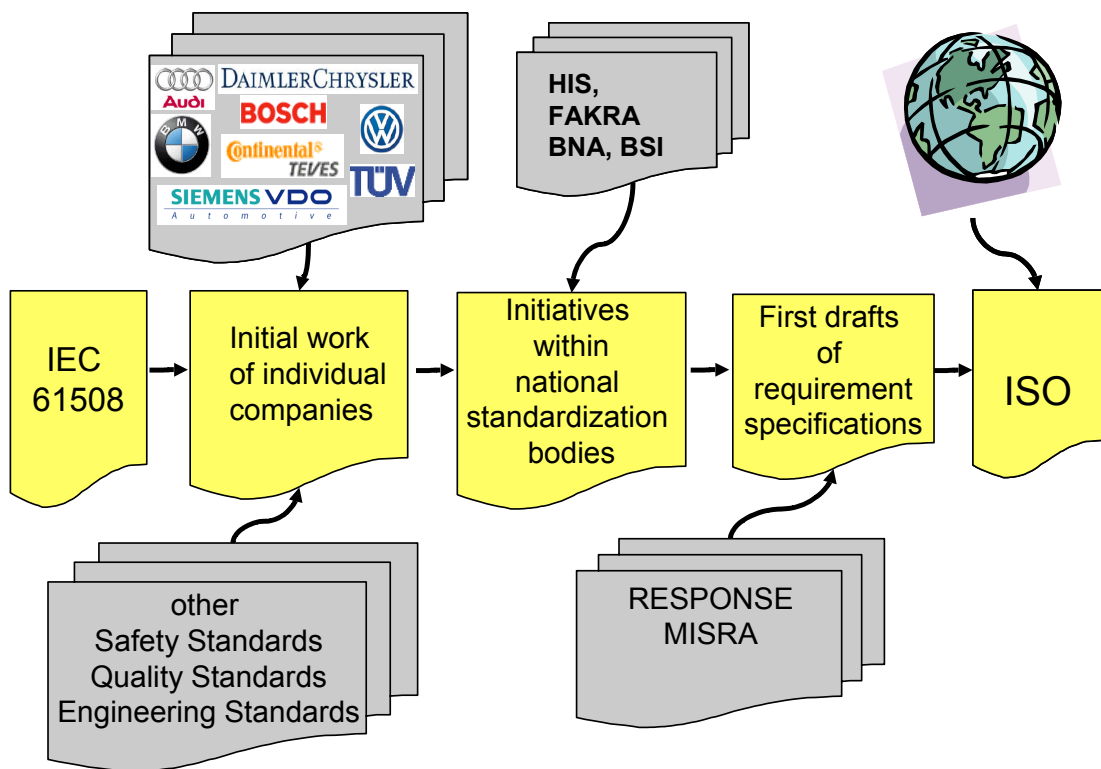 Audi
DAIMLERCHRYSLER
BOSCH
BMW
VW
Continental®
TEVES
TÜV
SIEMENS VDO
Automotive
HIS,
FAKRA
BNA, BSI
IEC
61508
Initial work
of individual
companies
Initiatives
within
national
standardization
bodies
First drafts
of
requirement
specifications
ISO
other
Safety Standards
Quality Standards
Engineering Standards
RESPONSE
MISRA